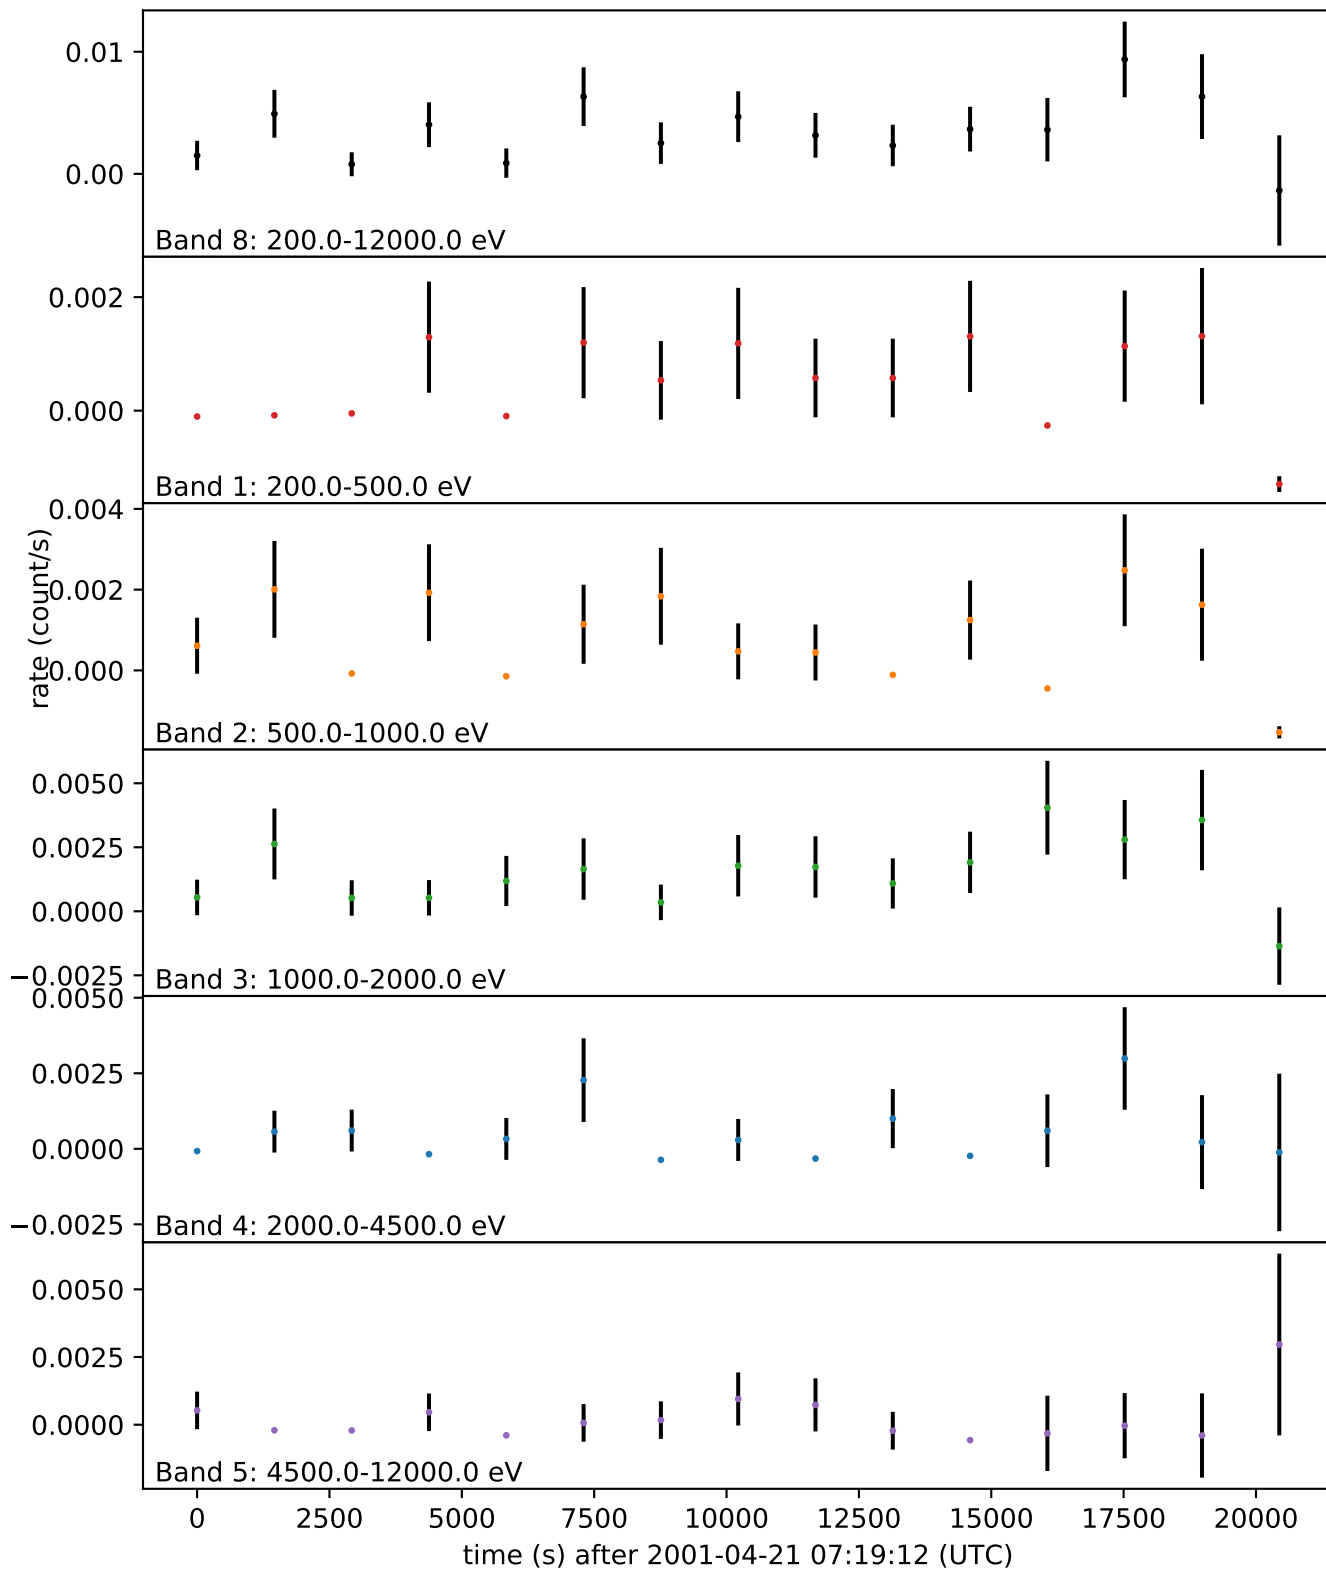 0.01
0.00
Band 8: 200.0-12000.0 eV
0.002
0.000
Band 1: 200.0-500.0 eV
0.004
0.002
0.000
rate (count/s)
Band 2: 500.0-1000.0 eV
0.0050
0.0025
0.0000
−0.0025
Band 3: 1000.0-2000.0 eV
0.0050
0.0025
0.0000
−0.0025
Band 4: 2000.0-4500.0 eV
0.0050
0.0025
0.0000
Band 5: 4500.0-12000.0 eV
0 2500 5000 7500 10000 12500 15000 17500 20000
time (s) after 2001-04-21 07:19:12 (UTC)